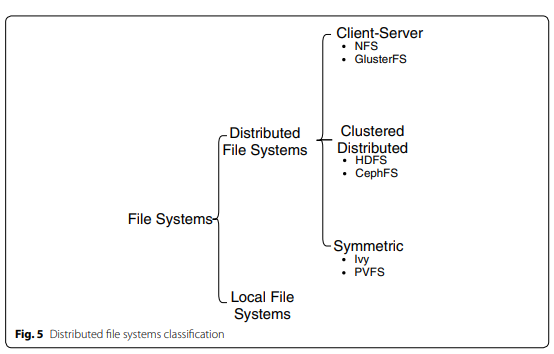 File Systems
Distributed
File Systems
Local File
Systems
Client-Server
• NFS
• GlusterFS
Clustered
Distributed
• HDFS
• CephFS
Symmetric
• Ivy
• PVFS
Fig. 5 Distributed file systems classification